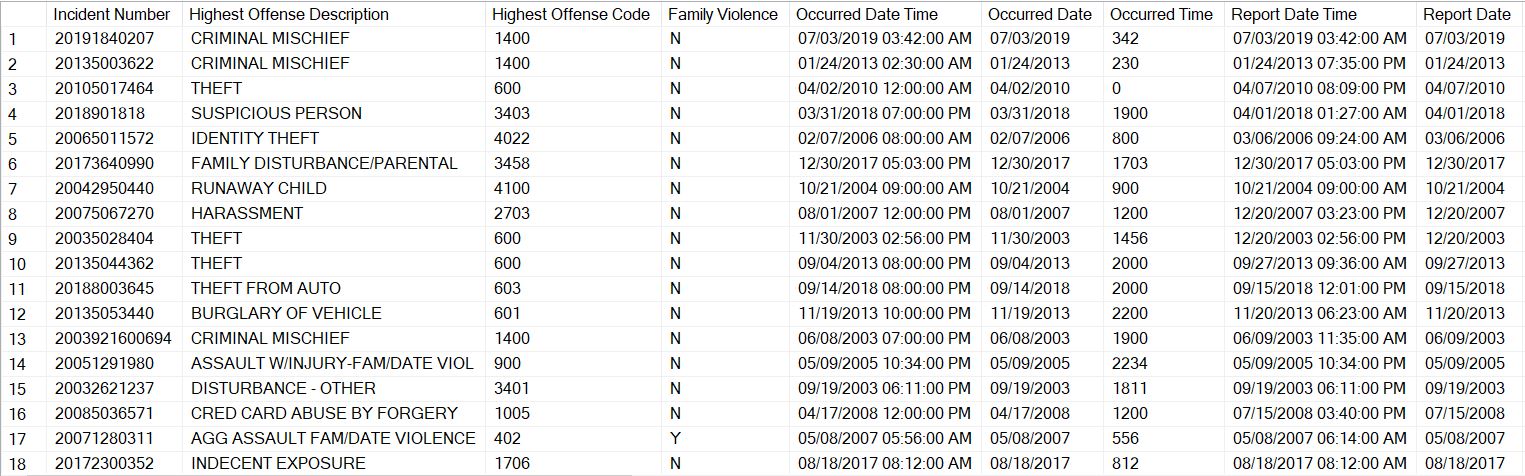 Incident Number Highest Offense Description Highest Offense Code Family Violence Occurred Date Time Occurred Date Occurred Time Report Date Time Report Date
1 20191840207 CRIMINAL MISCHIEF 1400 N 07/03/2019 03:42:00 AM 07/03/2019 342 07/03/2019 03:42:00 AM 07/03/2019
2 20135003622 CRIMINAL MISCHIEF 1400 N 01/24/2013 02:30:00 AM 01/24/2013 230 01/24/2013 07:35:00 PM 01/24/2013
3 20105017464 THEFT 600 N 04/02/2010 12:00:00 AM 04/02/2010 0 04/07/2010 08:09:00 PM 04/07/2010
4 2018901818 SUSPICIOUS PERSON 3403 N 03/31/2018 07:00:00 PM 03/31/2018 1900 04/01/2018 01:27:00 AM 04/01/2018
5 20065011572 IDENTITY THEFT 4022 N 02/07/2006 08:00:00 AM 02/07/2006 800 03/06/2006 09:24:00 AM 03/06/2006
6 20173640990 FAMILY DISTURBANCE/PARENTAL 3458 N 12/30/2017 05:03:00 PM 12/30/2017 1703 12/30/2017 05:03:00 PM 12/30/2017
7 20042950440 RUNAWAY CHILD 4100 N 10/21/2004 09:00:00 AM 10/21/2004 900 10/21/2004 09:00:00 AM 10/21/2004
8 20075067270 HARASSMENT 2703 N 08/01/2007 12:00:00 PM 08/01/2007 1200 12/20/2007 03:23:00 PM 12/20/2007
9 20035028404 THEFT 600 N 11/30/2003 02:56:00 PM 11/30/2003 1456 12/20/2003 02:56:00 PM 12/20/2003
10 20135044362 THEFT 600 N 09/04/2013 08:00:00 PM 09/04/2013 2000 09/27/2013 09:36:00 AM 09/27/2013
11 20188003645 THEFT FROM AUTO 603 N 09/14/2018 08:00:00 PM 09/14/2018 2000 09/15/2018 12:01:00 PM 09/15/2018
12 20135053440 BURGLARY OF VEHICLE 601 N 11/19/2013 10:00:00 PM 11/19/2013 2200 11/20/2013 06:23:00 AM 11/20/2013
13 2003921600694 CRIMINAL MISCHIEF 1400 N 06/08/2003 07:00:00 PM 06/08/2003 1900 06/09/2003 11:35:00 AM 06/09/2003
14 20051291980 ASSAULT W/INJURY-FAM/DATE VIOL 900 N 05/09/2005 10:34:00 PM 05/09/2005 2234 05/09/2005 10:34:00 PM 05/09/2005
15 20032621237 DISTURBANCE - OTHER 3401 N 09/19/2003 06:11:00 PM 09/19/2003 1811 09/19/2003 06:11:00 PM 09/19/2003
16 20085036571 CRED CARD ABUSE BY FORGERY 1005 N 04/17/2008 12:00:00 PM 04/17/2008 1200 07/15/2008 03:40:00 PM 07/15/2008
17 20071280311 AGG ASSAULT FAM/DATE VIOLENCE 402 Y 05/08/2007 05:56:00 AM 05/08/2007 556 05/08/2007 06:14:00 AM 05/08/2007
18 20172300352 INDECENT EXPOSURE 1706 N 08/18/2017 08:12:00 AM 08/18/2017 812 08/18/2017 08:12:00 AM 08/18/2017